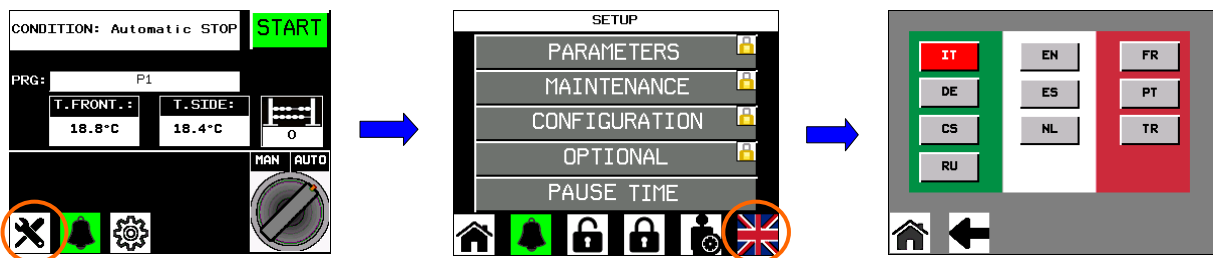 CONDITION: Automatic STOP
START
PRG: P1
T.FRONT.: T.SIDE:
18.8°C 18.4°C
0
MAN AUTO
SETUP
PARAMETERS
MAINTENANCE
CONFIGURATION
OPTIONAL
PAUSE TIME
IT EN FR
DE ES PT
CS NL TR
RU